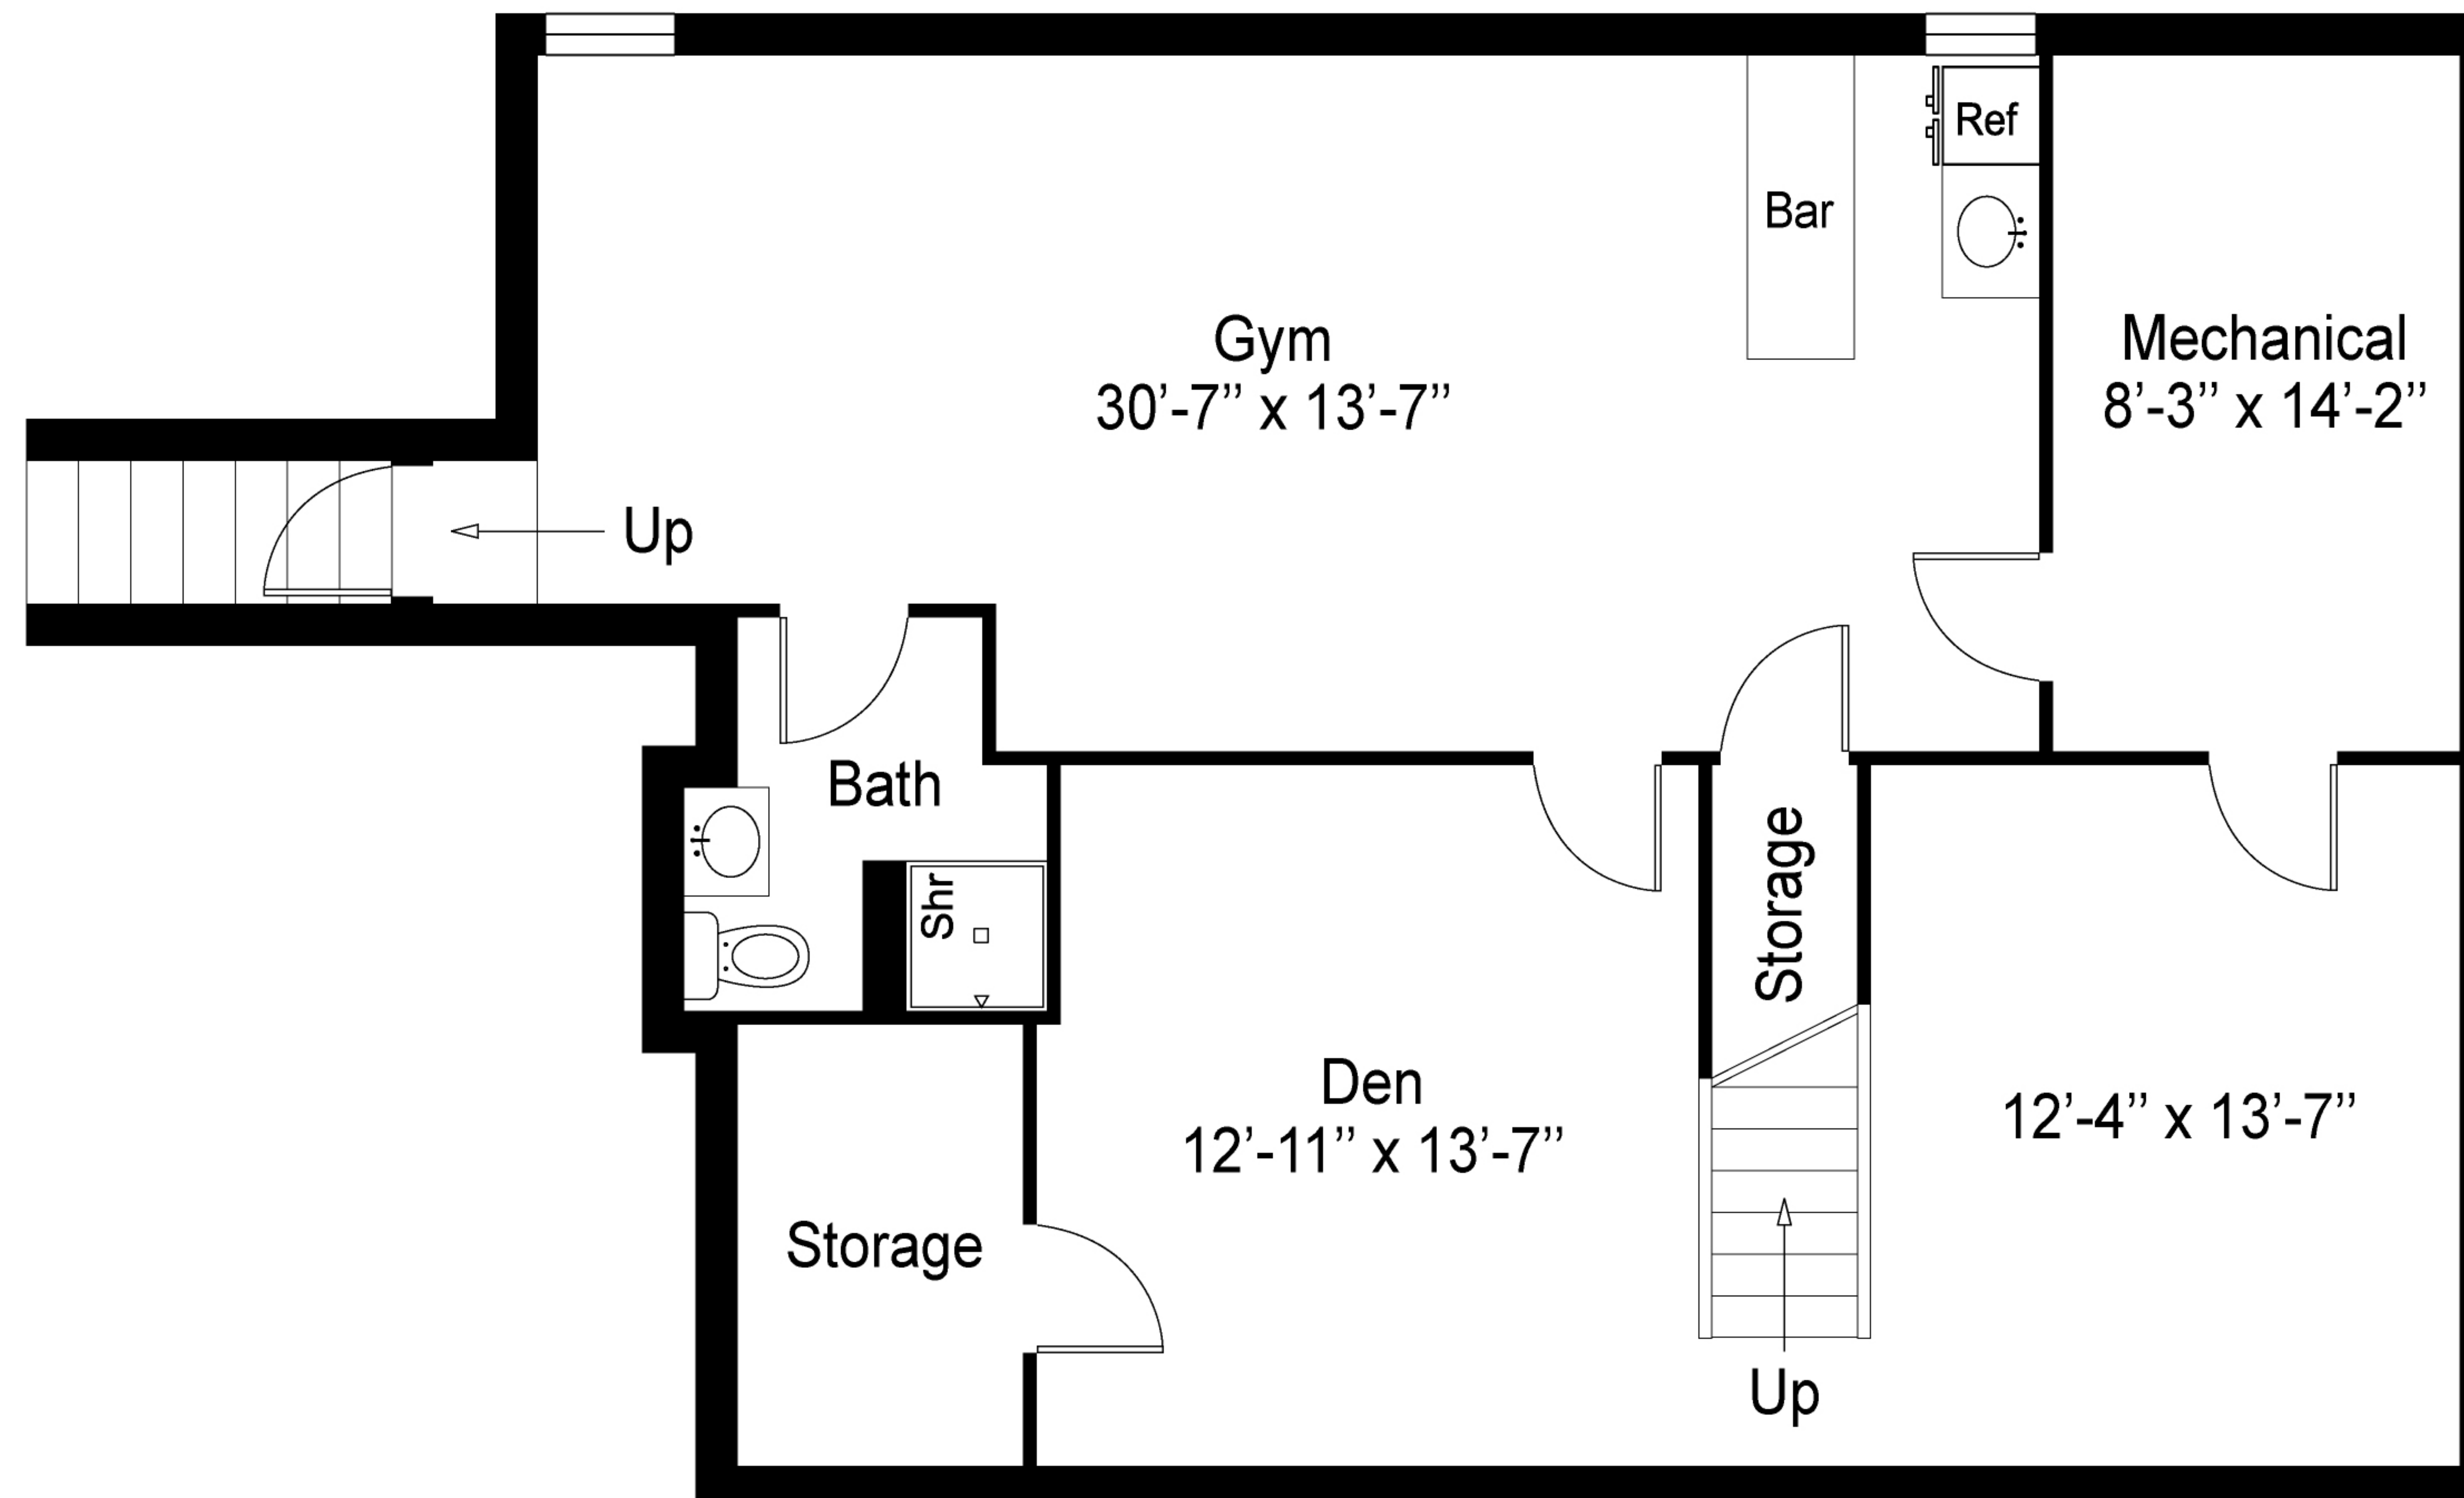 Ref
Bar
Gym
30’-7” x 13’-7”
Mechanical
8’-3” x 14’-2”
Up
Bath
Shr
Storage
Den
12’-11” x 13’-7”
12’-4” x 13’-7”
Storage
Up